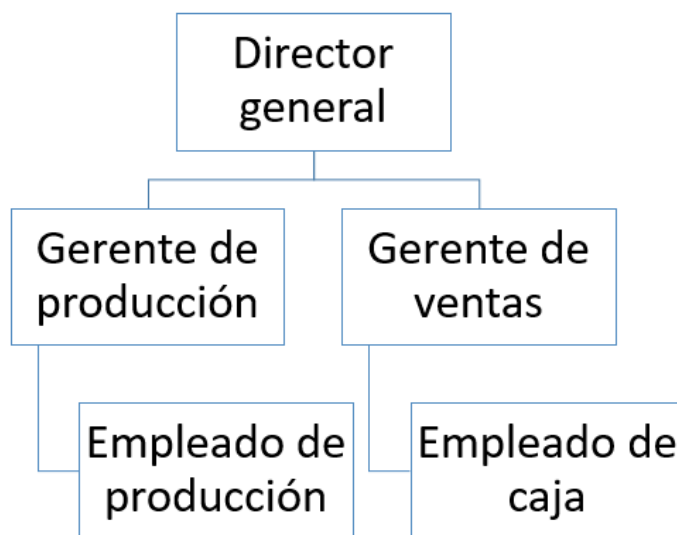 Director
general
Gerente de
producción
Gerente de
ventas
Empleado de
producción
Empleado de
caja